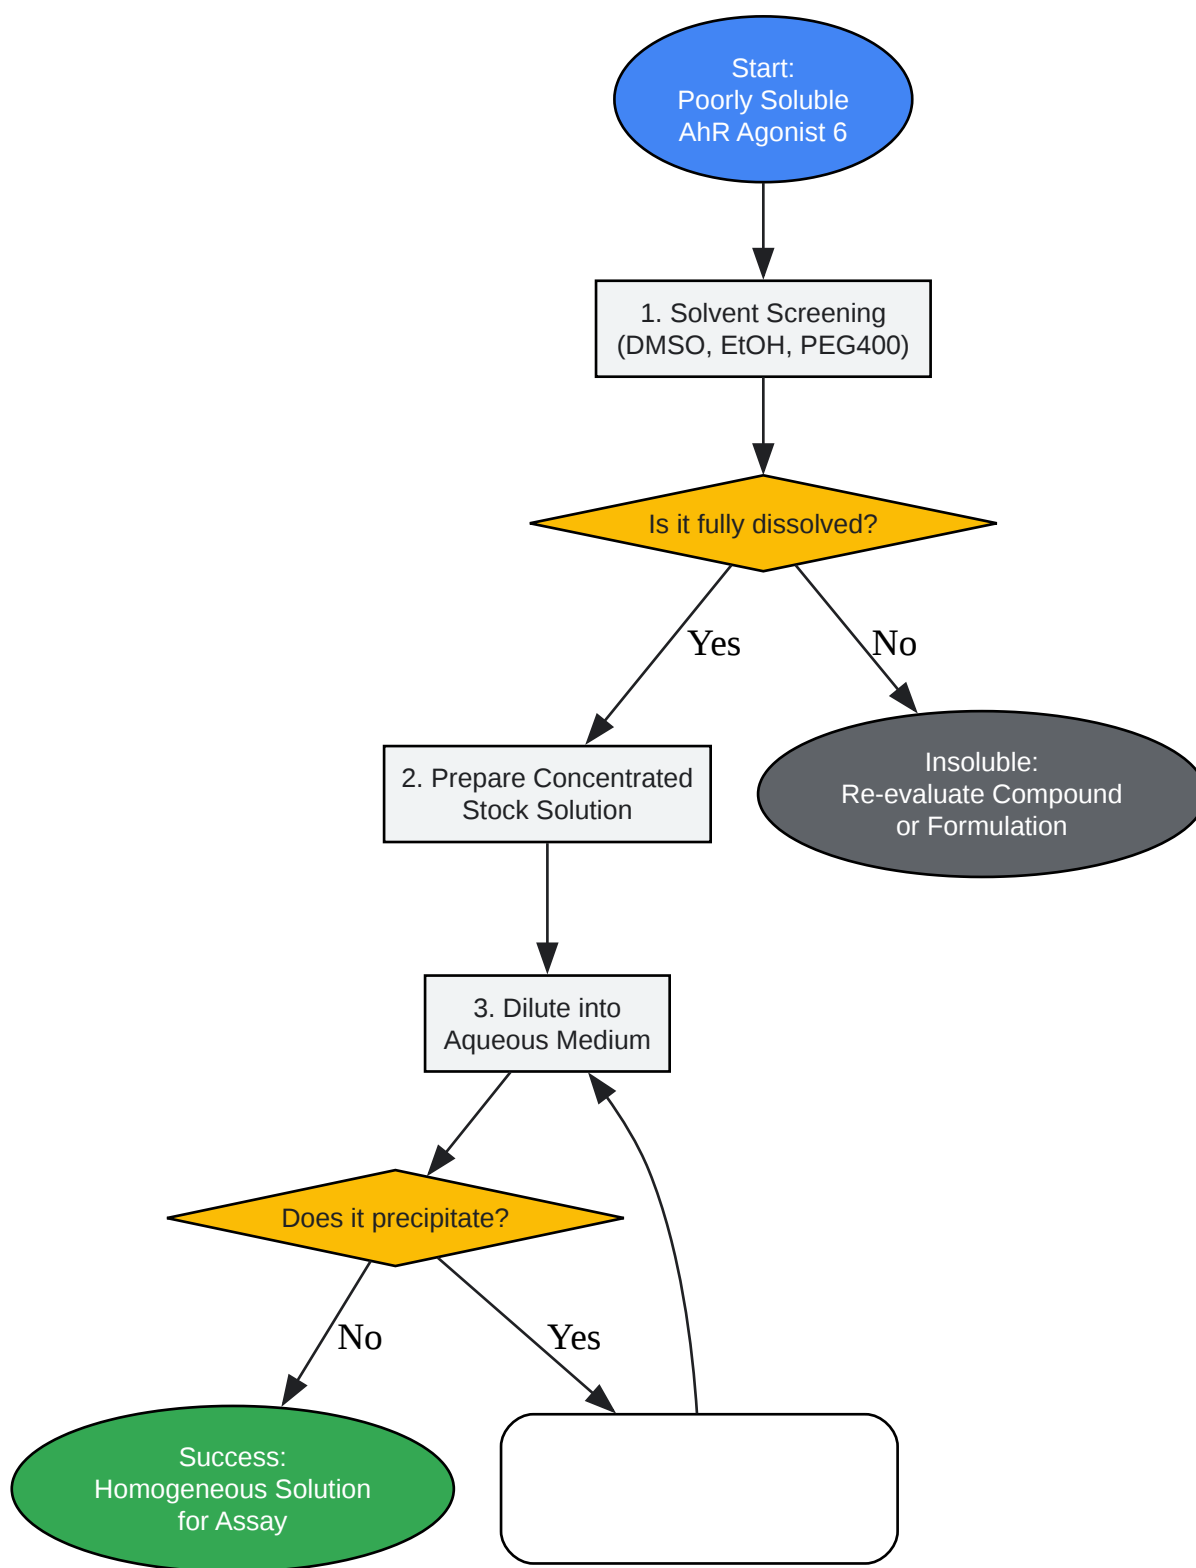 Start:
Poorly Soluble
AhR Agonist 6
1. Solvent Screening
(DMSO, EtOH, PEG400)
Is it fully dissolved?
Yes
No
2. Prepare Concentrated
Stock Solution
Insoluble:
Re-evaluate Compound
or Formulation
3. Dilute into
Aqueous Medium
Does it precipitate?
No
Yes
Success:
Homogeneous Solution
for Assay